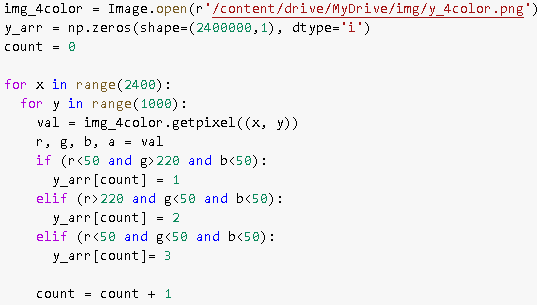 img_4color = Image.open(r'/content/drive/MyDrive/img/y_4color.png')
y_arr = np.zeros(shape=(2400000,1), dtype='i')
count = 0

for x in range(2400):
  for y in range(1000):
    val = img_4color.getpixel((x, y))
    r, g, b, a = val
    if (r<50 and g>220 and b<50):
      y_arr[count] = 1
    elif (r>220 and g<50 and b<50):
      y_arr[count] = 2
    elif (r<50 and g<50 and b<50):
      y_arr[count]= 3

    count = count + 1